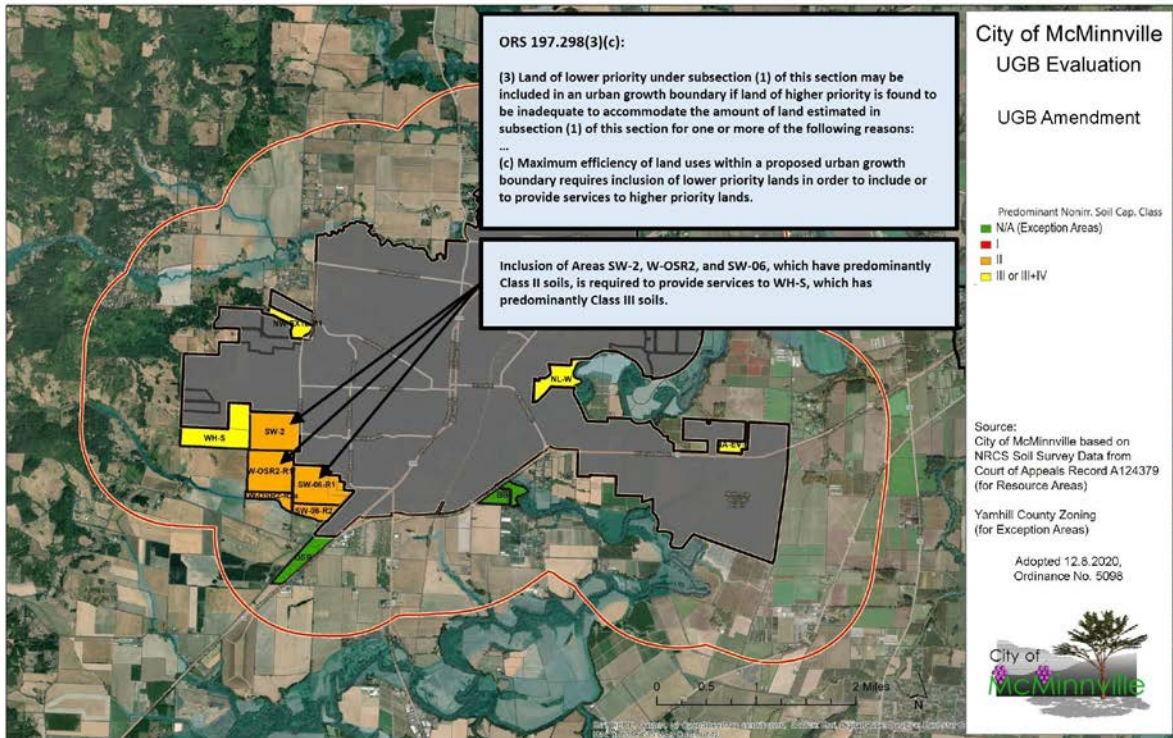 ORS 197.298(3)(c):
(3) Land of lower priority under subsection (1) of this section may be
included in an urban growth boundary if land of higher priority is found to
be inadequate to accommodate the amount of land estimated in
subsection (1) of this section for one or more of the following reasons:
...
(c) Maximum efficiency of land uses within a proposed urban growth
boundary requires inclusion of lower priority lands in order to include or
to provide services to higher priority lands.
Inclusion of Areas SW-2, W-OSR2, and SW-06, which have predominantly
Class II soils, is required to provide services to WH-S, which has
predominantly Class III soils.
NL-W
WH-S
SW-2
W-OSR2-R1
SW-06-R1
SW-06-R2
0 0.5 1 2 Miles
N
City of McMinnville
UGB Evaluation
UGB Amendment
Predominant Nonirr. Soil Cap. Class
N/A (Exception Areas)
I
II
III or III+IV
Source:
City of McMinnville based on
NRCS Soil Survey Data from
Court of Appeals Record A124379
(for Resource Areas)
Yamhill County Zoning
(for Exception Areas)
Adopted 12.8.2020,
Ordinance No. 5098
City of
McMinnville